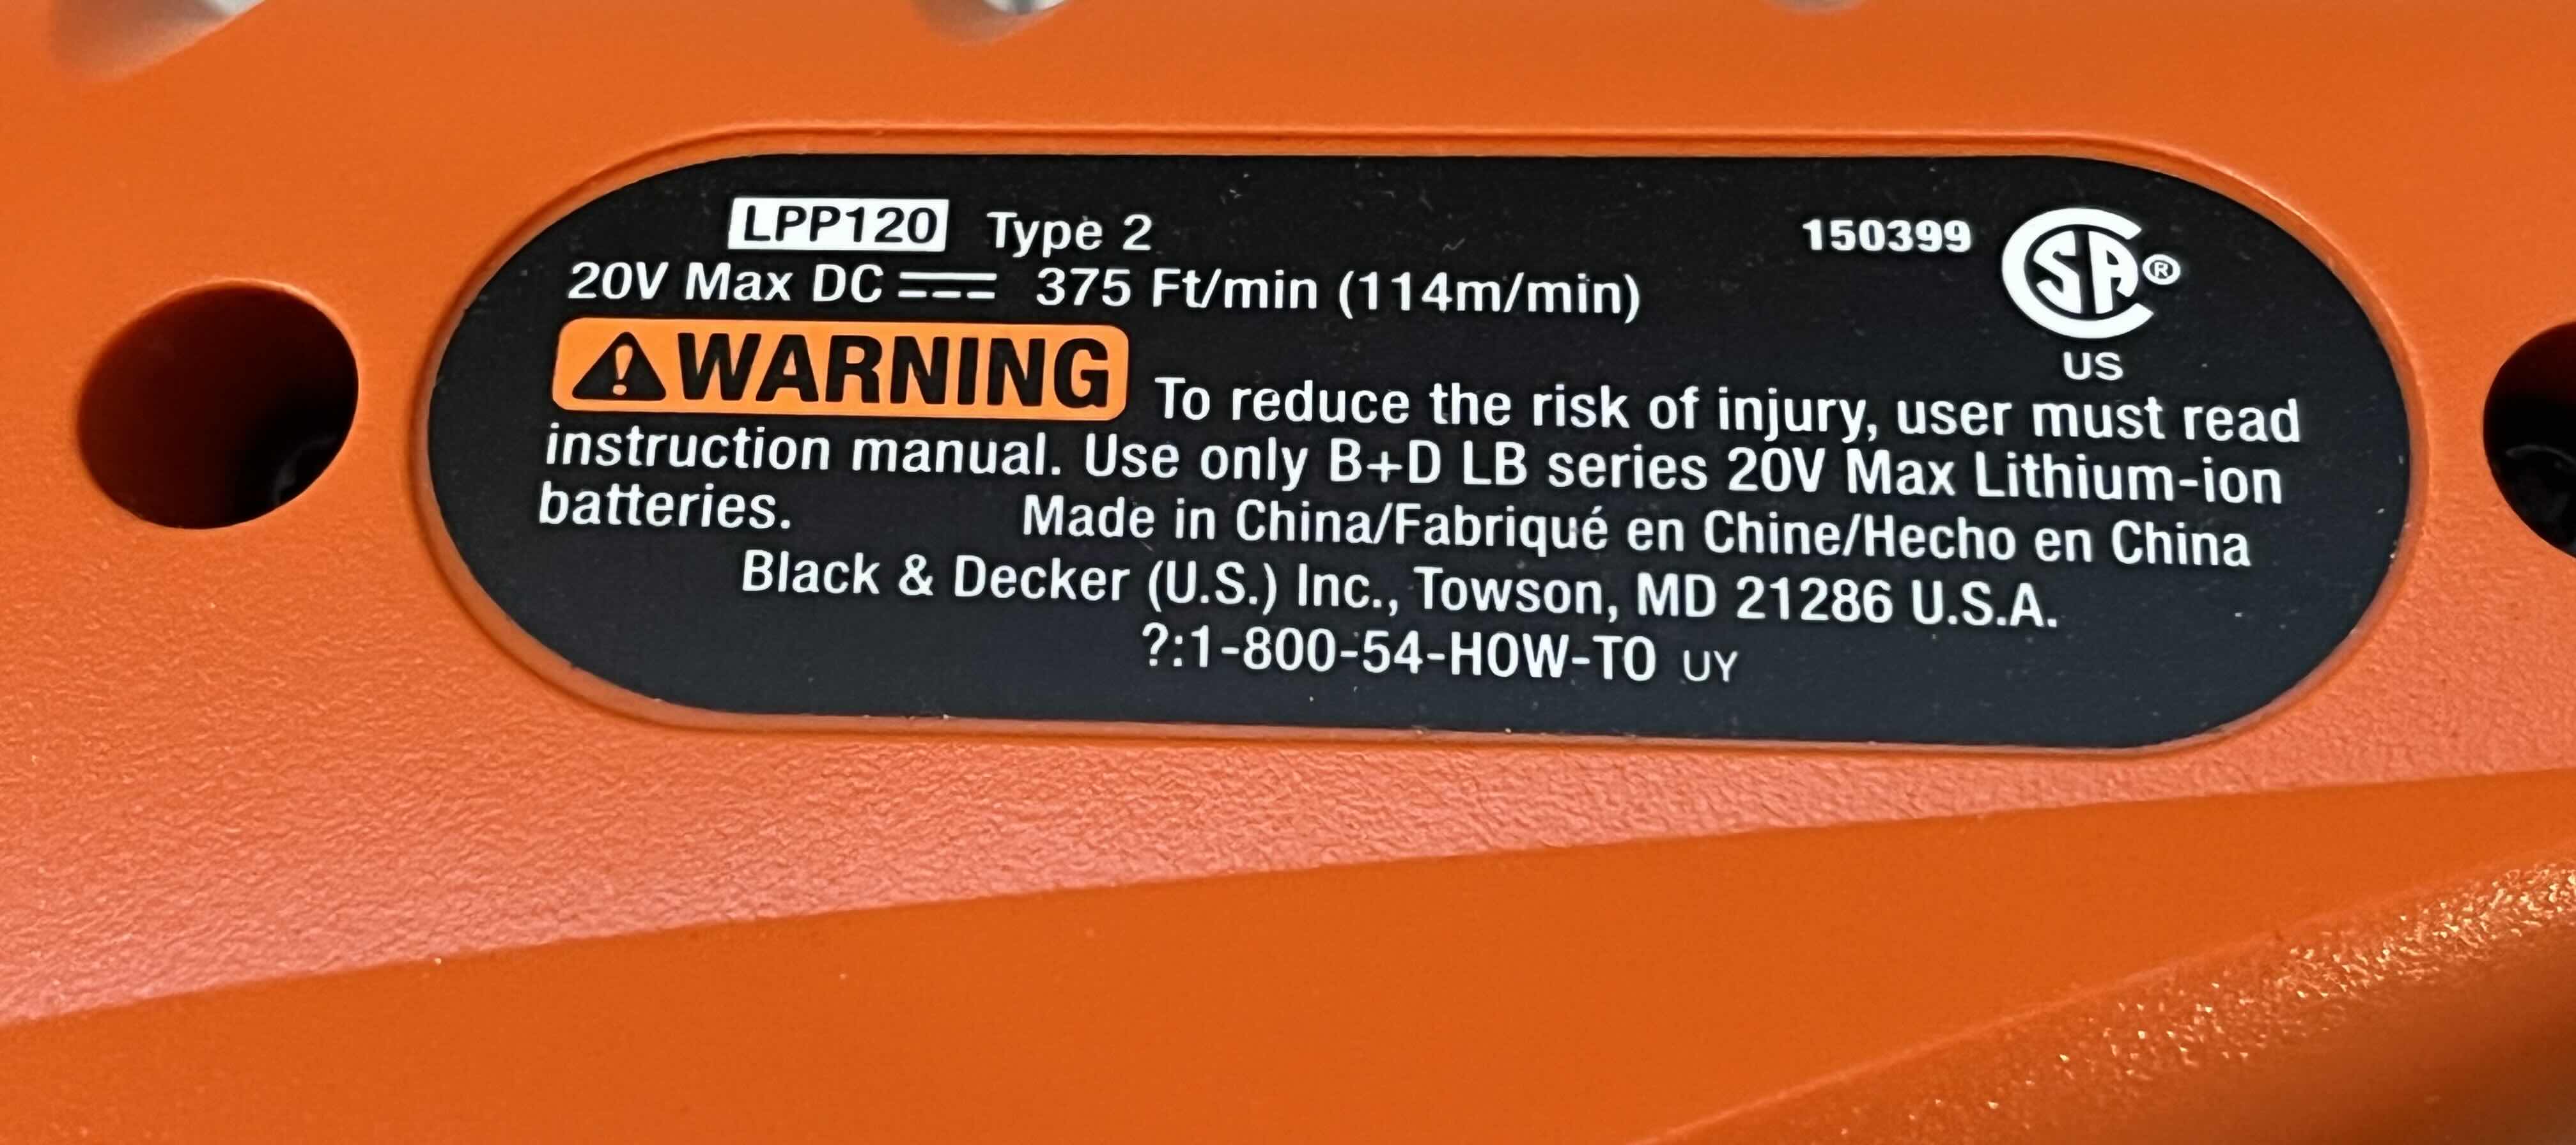 LPP120 Type 2 150399 CSA®
20V Max DC 375 Ft/min (114m/min)
US
⚠WARNING To reduce the risk of injury, user must read
instruction manual. Use only B+D LB series 20V Max Lithium-ion
batteries. Made in China/Fabriqué en Chine/Hecho en China
Black & Decker (U.S.) Inc., Towson, MD 21286 U.S.A.
?:1-800-54-HOW-TO UY